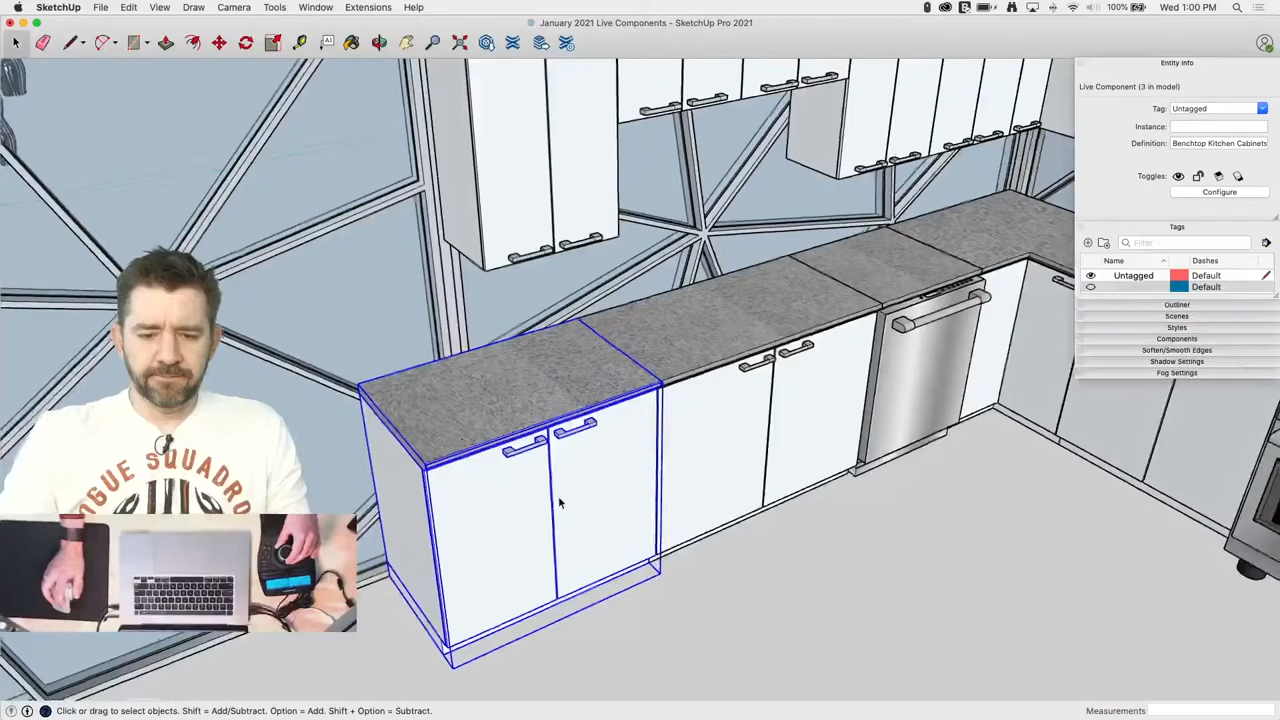 SketchUp File Edit View Draw Camera Tools Window Extensions Help
100% Wed 1:00 PM
January 2021 Live Components - SketchUp Pro 2021
Entity Info
Live Component (3 in model)
Tag: Untagged
Instance:
Definition: Benchtop Kitchen Cabinets
Toggles:
Configure
Tags
Filter
Name Dashes
Untagged Default
Default
Outliner
Scenes
Styles
Components
Soften/Smooth Edges
Shadow Settings
Fog Settings
OGUE SQUADRO
Click or drag to select objects. Shift = Add/Subtract. Option = Add. Shift + Option = Subtract.
Measurements